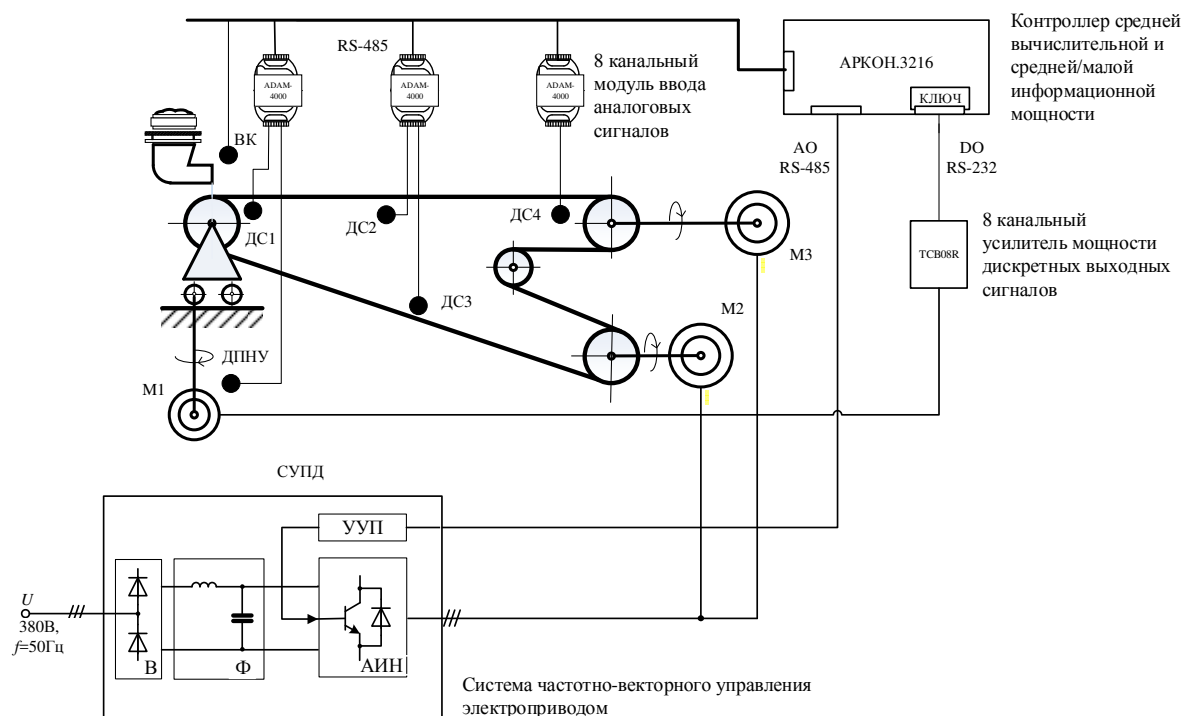 RS-485
ADAM-
4000
ADAM-
4000
ADAM-
4000
8 канальный
модуль ввода
аналоговых
сигналов
АРКОН.3216
КЛЮЧ
Контроллер средней
вычислительной и
средней/малой
информационной
мощности
AO
RS-485
DO
RS-232
ВК
ДС1
ДС2
ДС3
ДС4
М3
М2
TCB08R
8 канальный
усилитель мощности
дискретных выходных
сигналов
ДПНУ
М1
СУПД
УУП
U
380В,
f=50Гц
В
Ф
АИН
Система частотно-векторного управления
электроприводом